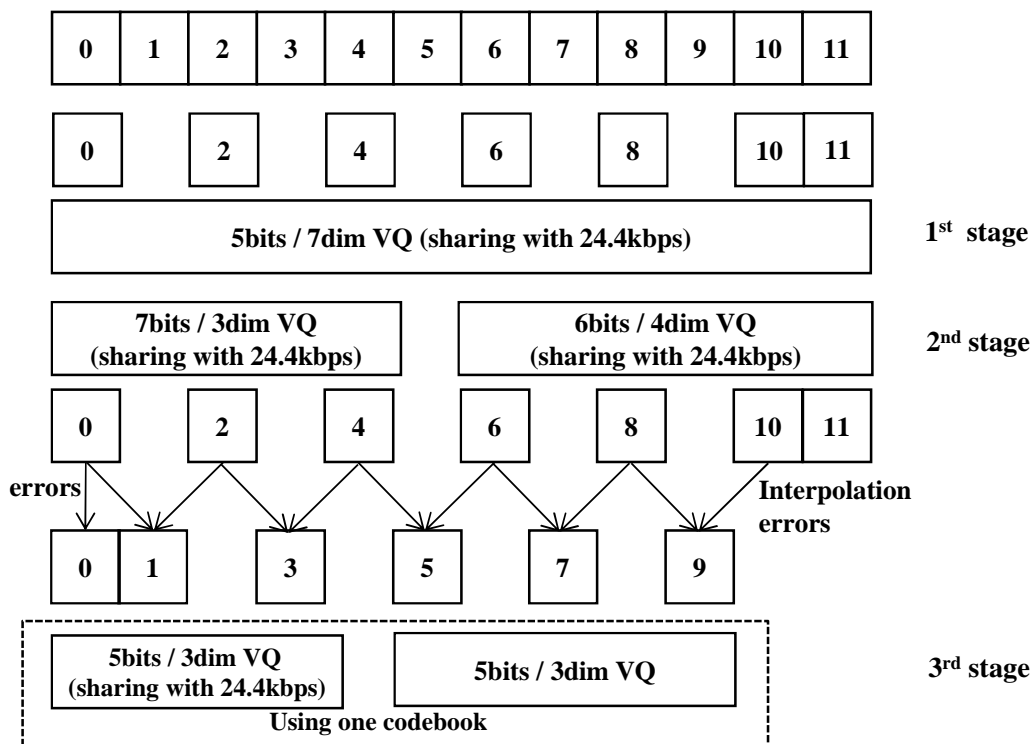 0 1 2 3 4 5 6 7 8 9 10 11
0 2 4 6 8 10 11
5bits / 7dim VQ (sharing with 24.4kbps)
1st stage
7bits / 3dim VQ
(sharing with 24.4kbps)
6bits / 4dim VQ
(sharing with 24.4kbps)
2nd stage
0 2 4 6 8 10 11
errors
Interpolation
errors
0 1 3 5 7 9
5bits / 3dim VQ
(sharing with 24.4kbps)
5bits / 3dim VQ
3rd stage
Using one codebook